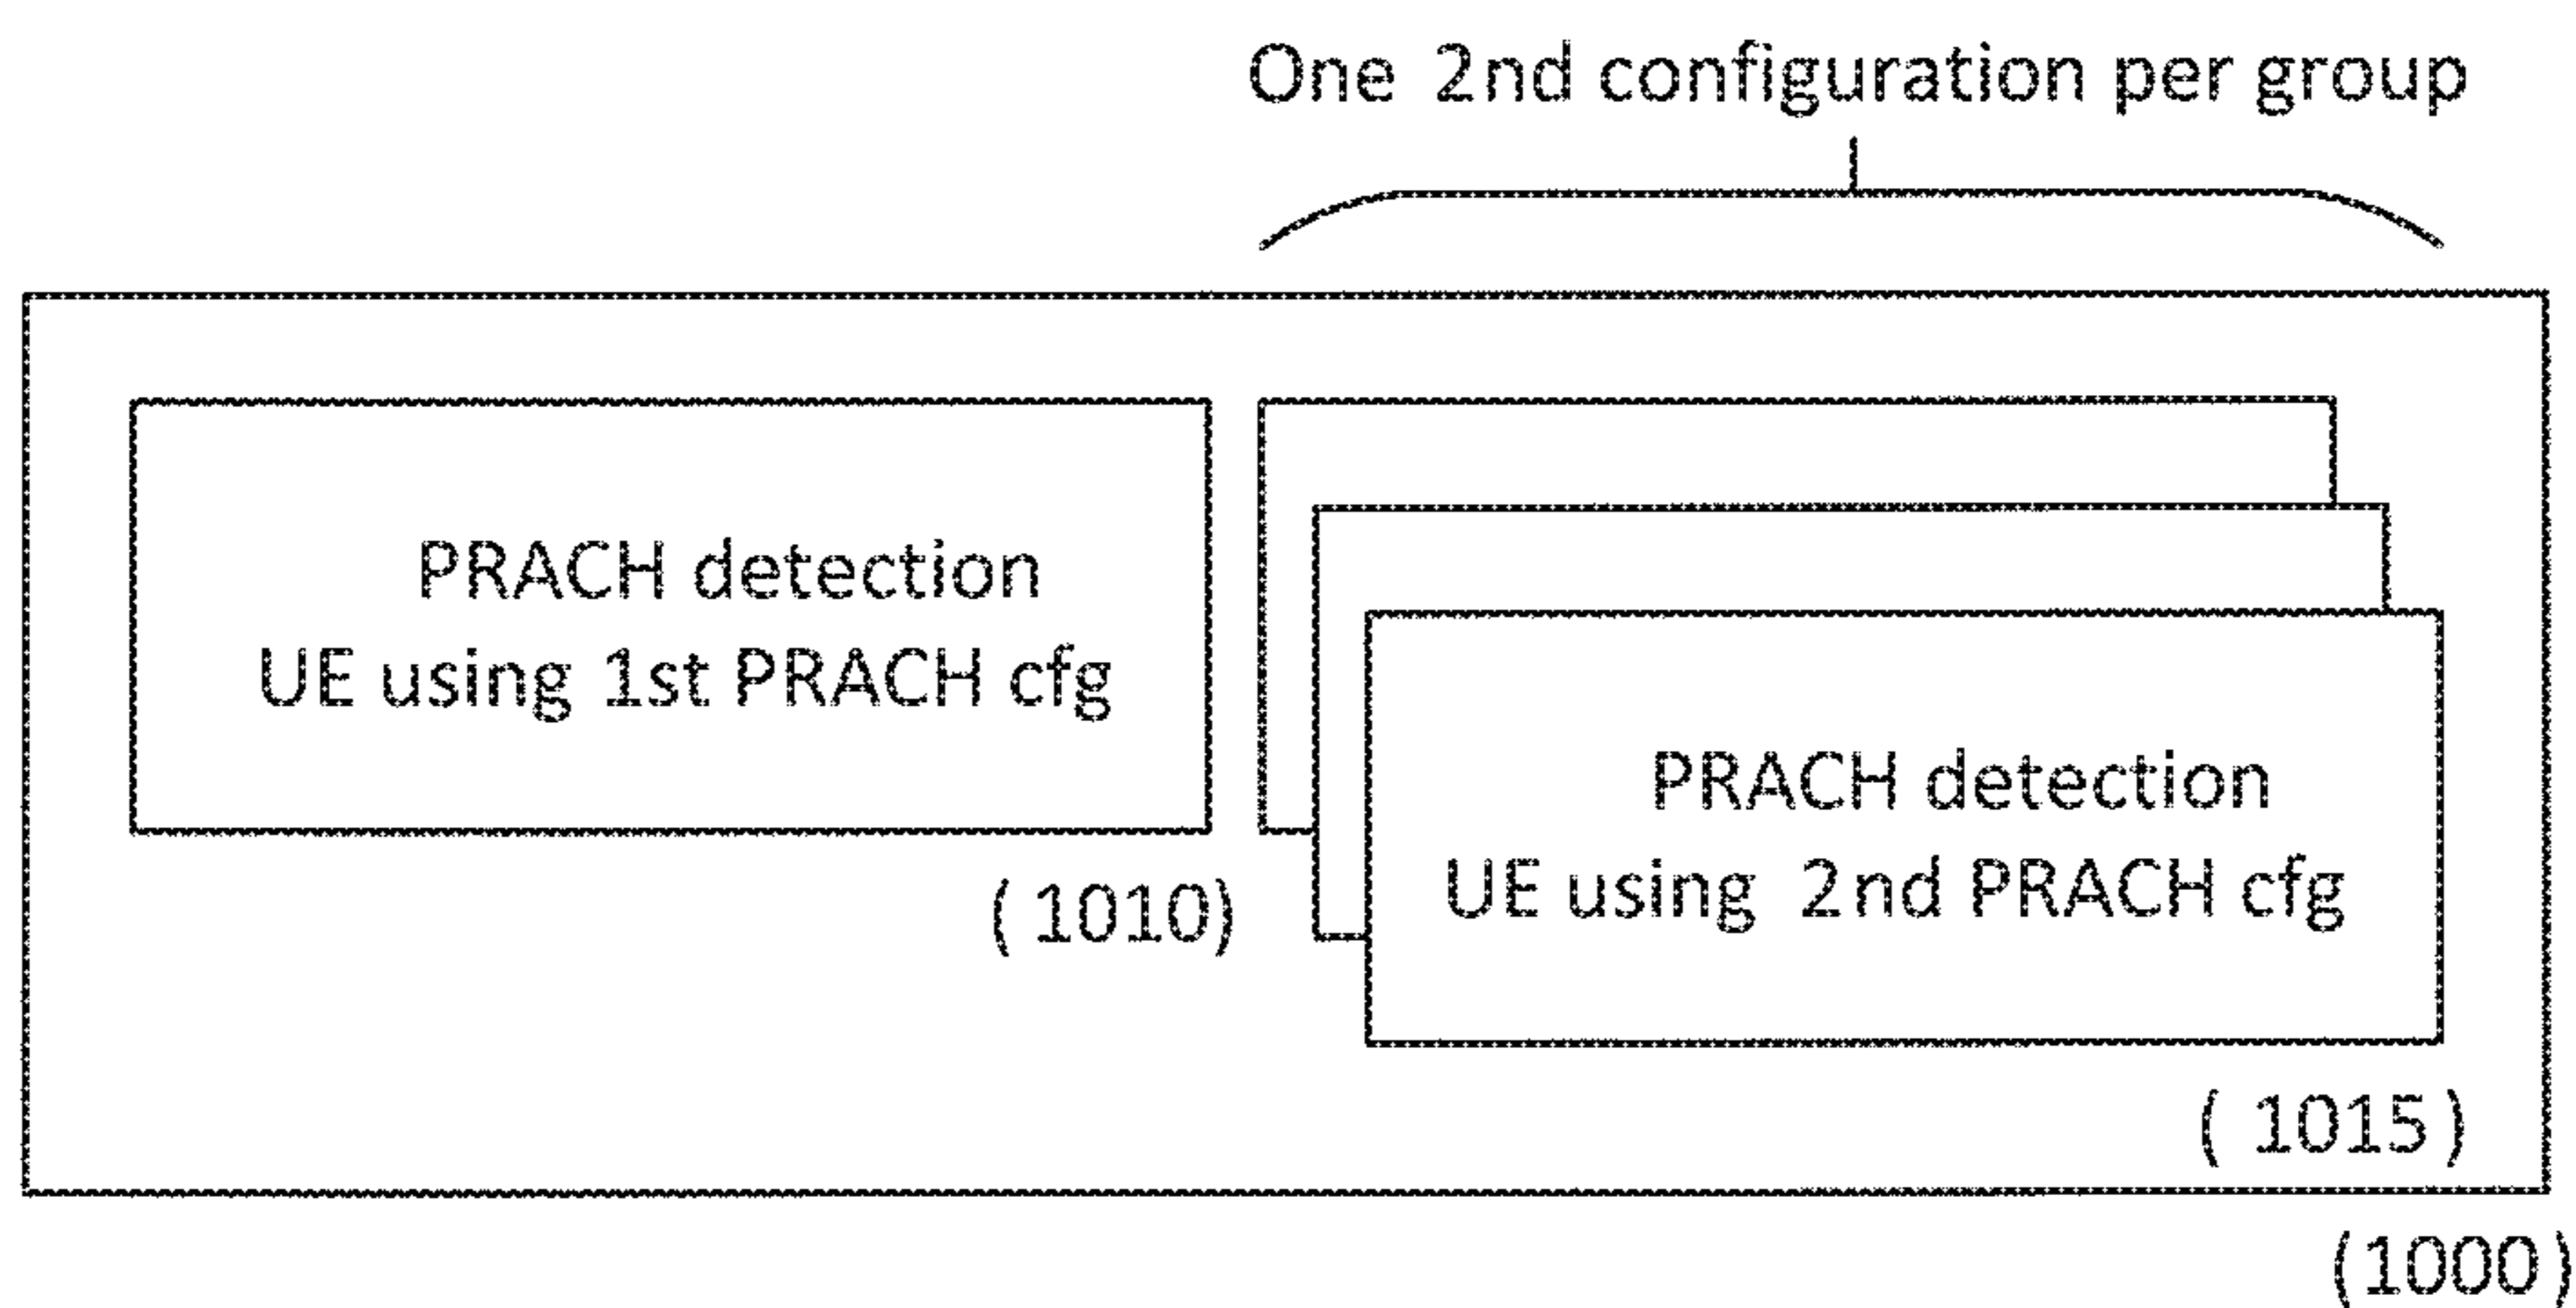 One 2nd configuration per group
PRACH detection
UE using 1st PRACH cfg
(1010)
PRACH detection
UE using 2nd PRACH cfg
(1015)
(1000)